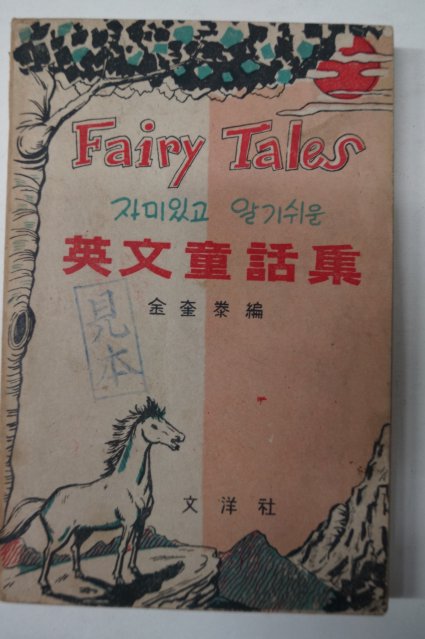 Fairy Tales
자미있고 알기쉬운
英文童話集
金奎泰編
見本
文洋社